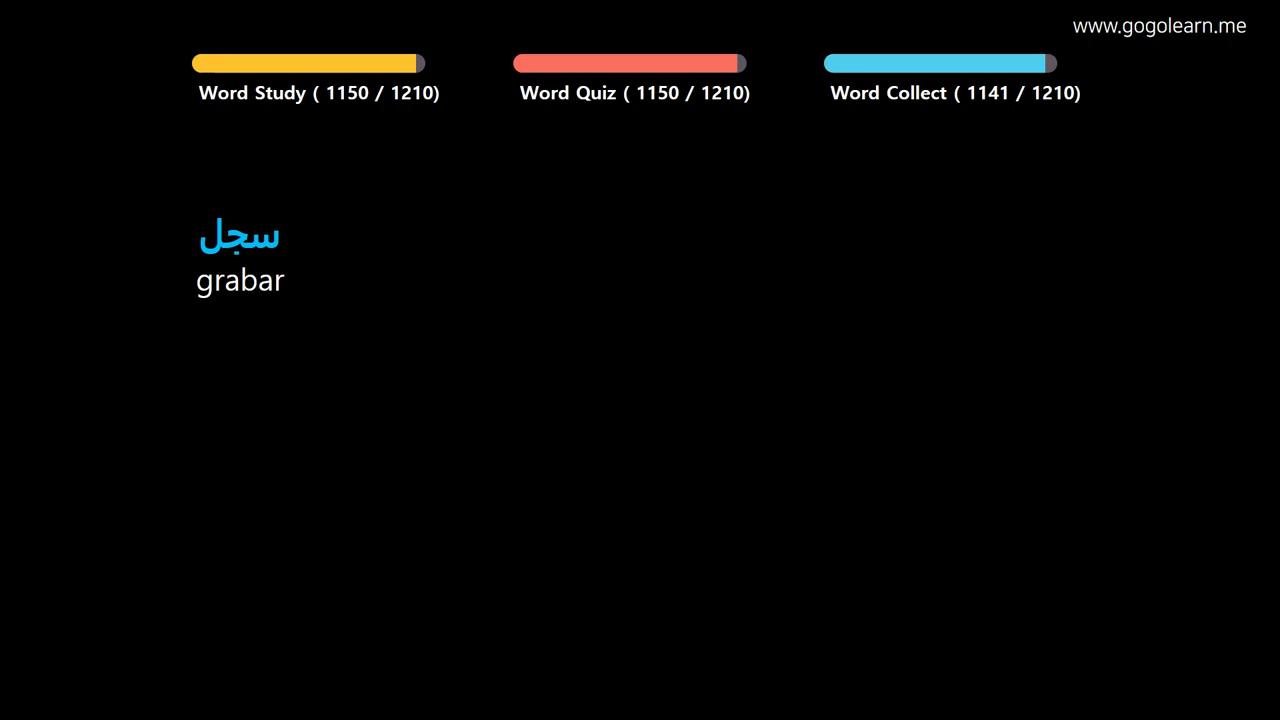 www.gogolearn.me
Word Study ( 1150 / 1210)
Word Quiz ( 1150 / 1210)
Word Collect ( 1141 / 1210)
سجل
grabar